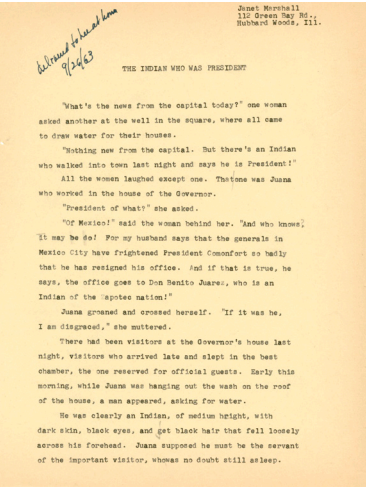 Janet Marshall
112 Green Bay Rd.,
Hubbard Woods, Ill.
delivered to her at home
9/26/63
THE INDIAN WHO WAS PRESIDENT
"What's the news from the capital today?" one woman
asked another at the well in the square, where all came
to draw water for their houses.
"Nothing new from the capital. But there's an Indian
who walked into town last night and says he is President!"
All the women laughed except one. That one was Juana
who worked in the house of the Governor.
"President of what?" she asked.
"Of Mexico!" said the woman behind her. "And who knows?
it may be so! For my husband says that the generals in
Mexico City have frightened President Comonfort so badly
that he has resigned his office. And if that is true, he
says, the office goes to Don Benito Juarez, who is an
Indian of the Zapotec nation!"
Juana groaned and crossed herself. "If it was he,
I am disgraced," she muttered.
There had been visitors at the Governor's house last
night, visitors who arrived late and slept in the best
chamber, the one reserved for official guests. Early this
morning, while Juana was hanging out the wash on the roof
of the house, a man appeared, asking for water.
He was clearly an Indian, of medium bright, with
dark skin, black eyes, and jet black hair that fell loosely
across his forehead. Juana supposed he must be the servant
of the important visitor, whowas no doubt still asleep.